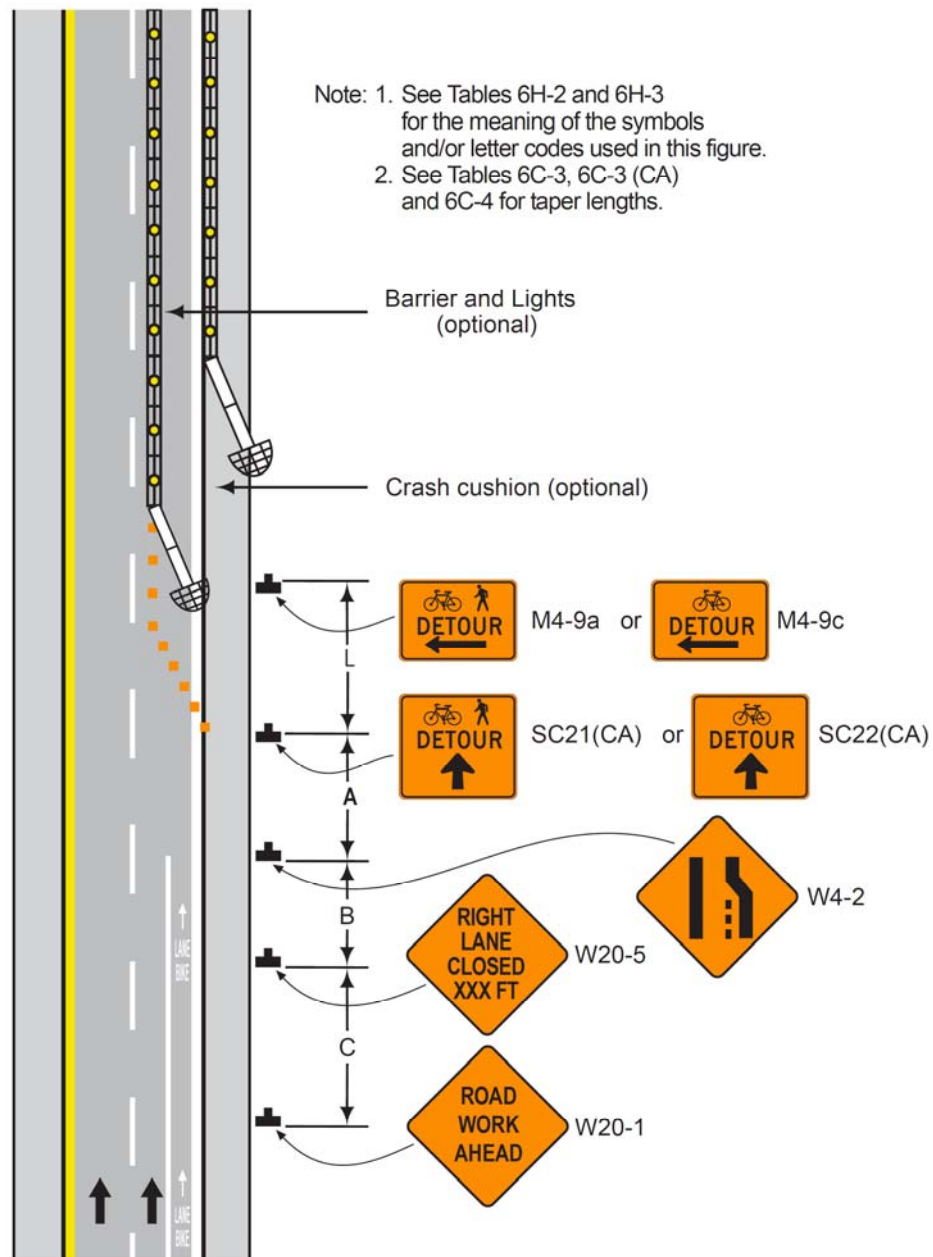 Note: 1. See Tables 6H-2 and 6H-3
for the meaning of the symbols
and/or letter codes used in this figure.
2. See Tables 6C-3, 6C-3 (CA)
and 6C-4 for taper lengths.
Barrier and Lights
(optional)
Crash cushion (optional)
DETOUR
M4-9a or
DETOUR
M4-9c
L
DETOUR
SC21(CA) or
DETOUR
SC22(CA)
A
W4-2
B
RIGHT
LANE
CLOSED
XXX FT
W20-5
LANE
BIKE
C
ROAD
WORK
AHEAD
W20-1
LANE
BIKE